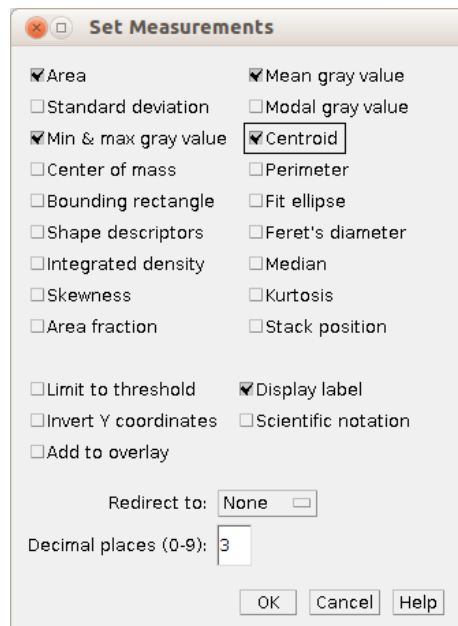 Set Measurements
Area Mean gray value
Standard deviation Modal gray value
Min & max gray value Centroid
Center of mass Perimeter
Bounding rectangle Fit ellipse
Shape descriptors Feret's diameter
Integrated density Median
Skewness Kurtosis
Area fraction Stack position
Limit to threshold Display label
Invert Y coordinates Scientific notation
Add to overlay
Redirect to: None
Decimal places (0-9): 3
OK Cancel Help